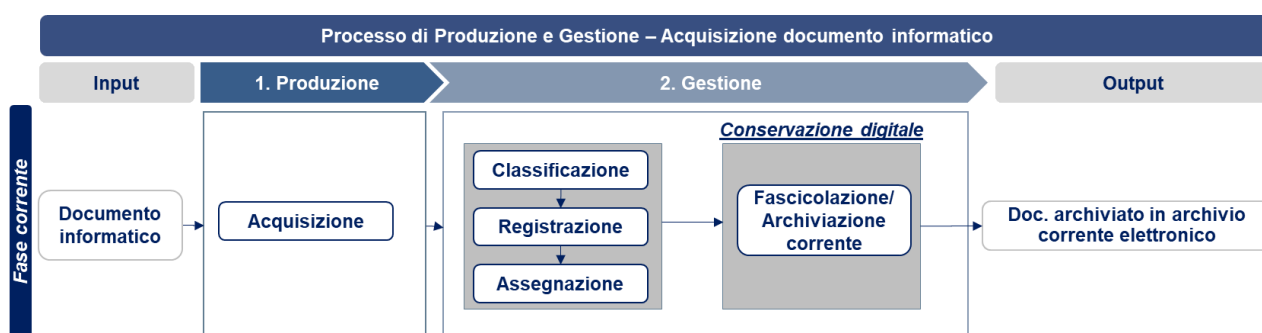 Processo di Produzione e Gestione – Acquisizione documento informatico
Input
1. Produzione
2. Gestione
Output
Fase corrente
Documento
informatico
Acquisizione
Classificazione
Registrazione
Assegnazione
Conservazione digitale
Fascicolazione/
Archiviazione
corrente
Doc. archiviato in archivio
corrente elettronico